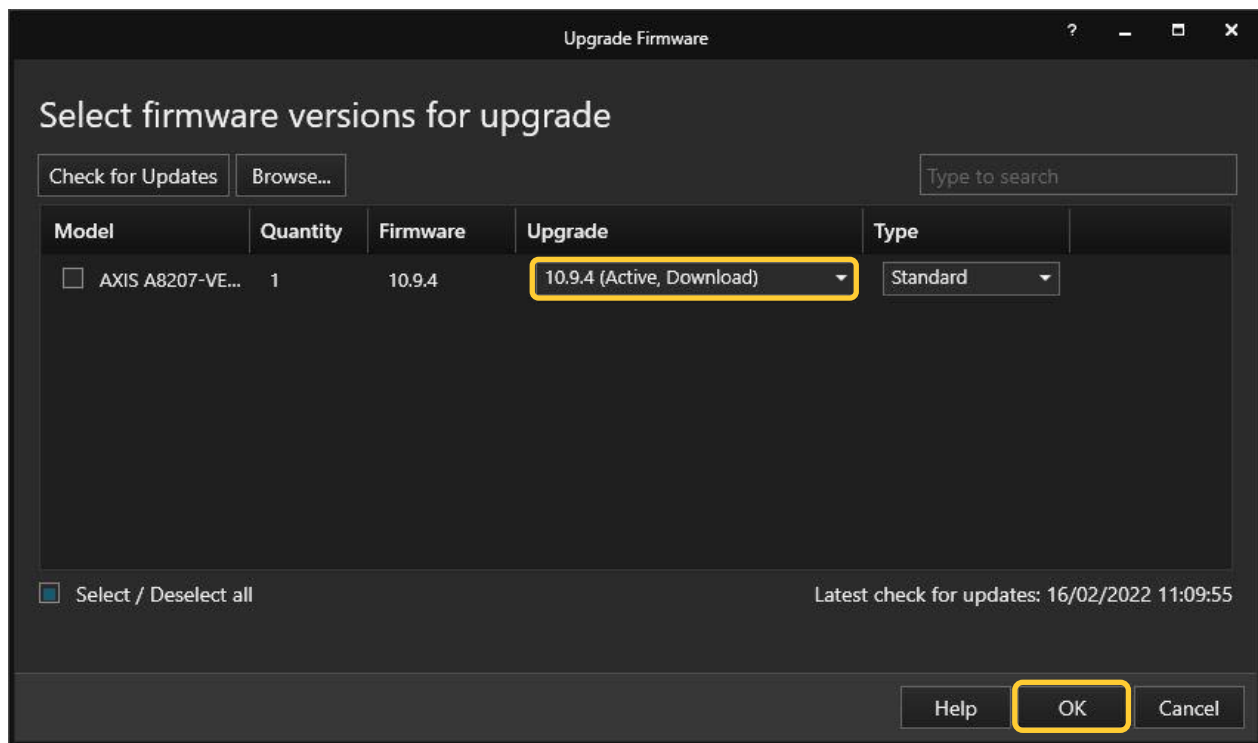 Upgrade Firmware
?
Select firmware versions for upgrade
Check for Updates Browse... Type to search
Model Quantity Firmware Upgrade Type
AXIS A8207-VE... 1 10.9.4 10.9.4 (Active, Download) Standard
Select / Deselect all Latest check for updates: 16/02/2022 11:09:55
Help OK Cancel